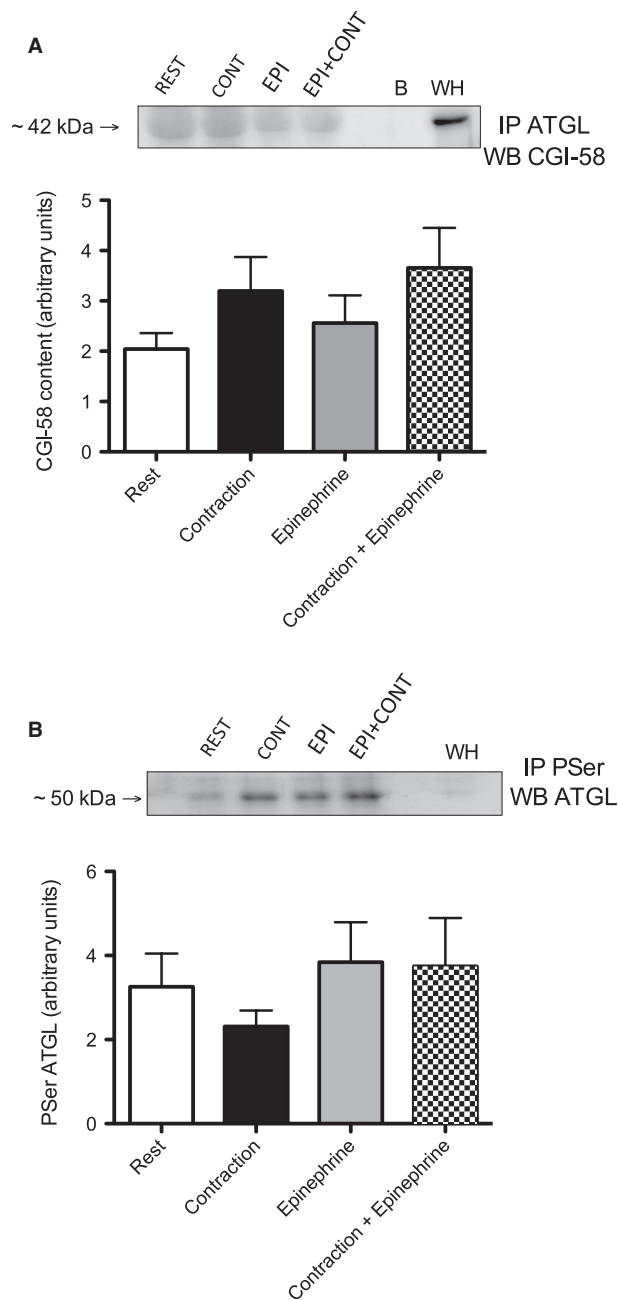 A
REST CONT EPI EPI+CONT B WH
~ 42 kDa → IP ATGL
WB CGI-58
5
4
3
2
1
0
CGI-58 content (arbitrary units)
Rest
Contraction
Epinephrine
Contraction + Epinephrine
B
REST CONT EPI EPI+CONT WH
IP PSer
~ 50 kDa → WB ATGL
6
4
2
0
PSer ATGL (arbitrary units)
Rest
Contraction
Epinephrine
Contraction + Epinephrine